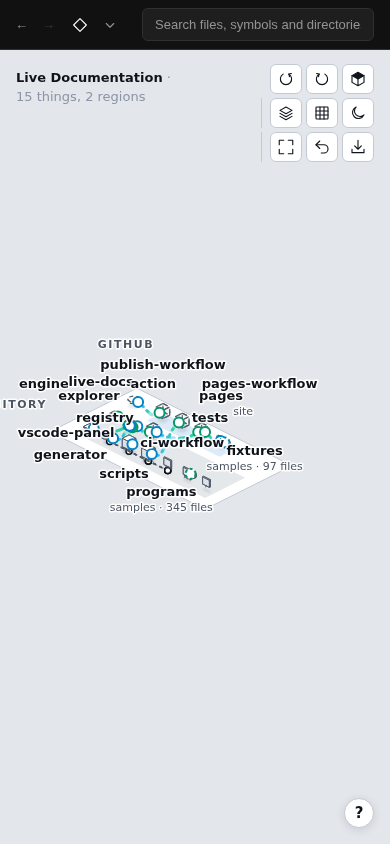 Search files, symbols and directorie
Live Documentation ·
15 things, 2 regions
GITHUB
publish-workflow
engine
live-docs
action
pages-workflow
explorer
pages
ITORY
site
registry
tests
vscode-panel
ci-workflow
fixtures
generator
samples · 97 files
scripts
programs
samples · 345 files
?